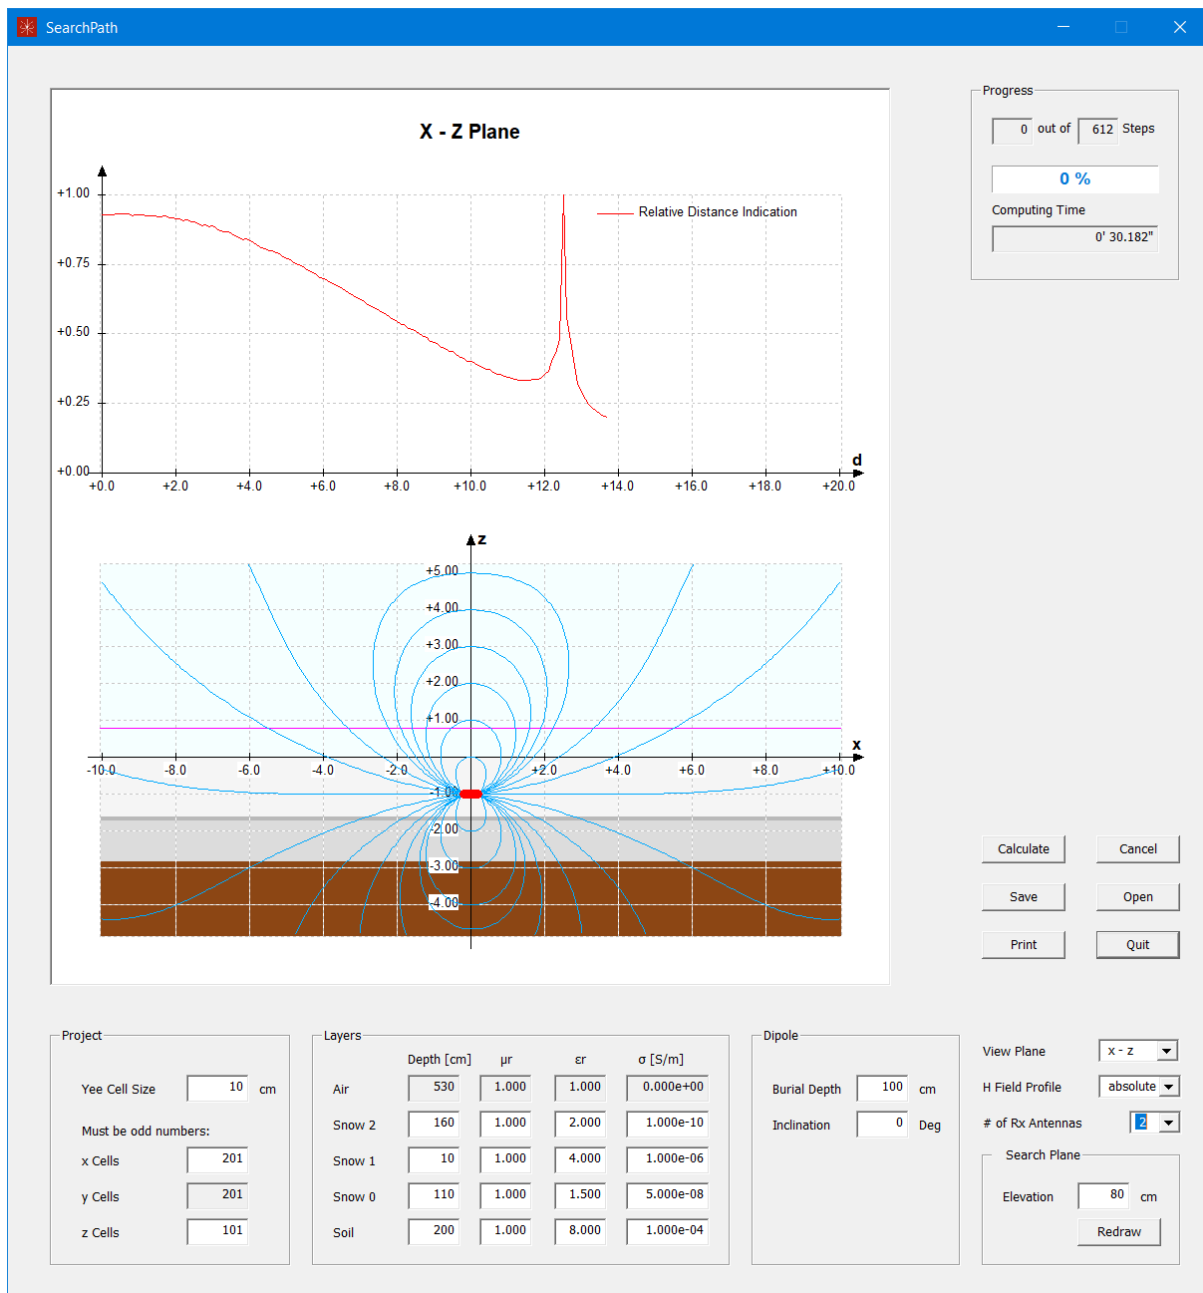 SearchPath
X - Z Plane
+1.00
+0.75
+0.50
+0.25
+0.00
Relative Distance Indication
d
+0.0 +2.0 +4.0 +6.0 +8.0 +10.0 +12.0 +14.0 +16.0 +18.0 +20.0
z
+5.00
+4.00
+3.00
+2.00
+1.00
x
-10.0 -8.0 -6.0 -4.0 -2.0 +2.0 +4.0 +6.0 +8.0 +10.0
-1.00
-2.00
-3.00
-4.00
Progress
0 out of 612 Steps
0 %
Computing Time
0' 30.182"
Calculate Cancel
Save Open
Print Quit
Project
Yee Cell Size 10 cm
Must be odd numbers:
x Cells 201
y Cells 201
z Cells 101
Layers
Depth [cm] μr εr σ [S/m]
Air 530 1.000 1.000 0.000e+00
Snow 2 160 1.000 2.000 1.000e-10
Snow 1 10 1.000 4.000 1.000e-06
Snow 0 110 1.000 1.500 5.000e-08
Soil 200 1.000 8.000 1.000e-04
Dipole
Burial Depth 100 cm
Inclination 0 Deg
View Plane x - z
H Field Profile absolute
# of Rx Antennas 2
Search Plane
Elevation 80 cm
Redraw